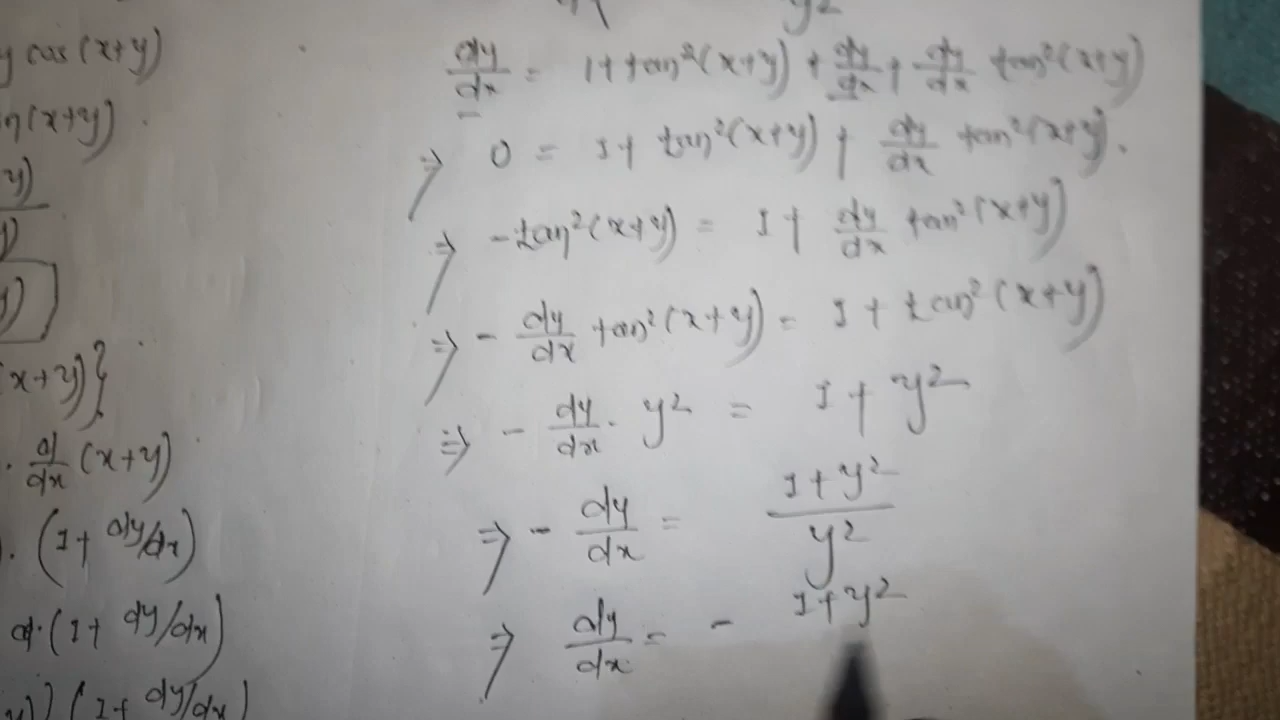 y cos (x+y)
n(x+y).
y)
y)
y)
x+y)}
. d/dx (x+y)
). (1+ dy/dx)
d. (1+ dy/dx)
y)) (1+ dy/dx)
y2
dy/dx = 1+ tan²(x+y) + dy/dx + dy/dx tan²(x+y)
⇒ 0 = 1+ tan²(x+y) + dy/dx tan²(x+y).
⇒ -tan²(x+y) = 1+ dy/dx tan²(x+y)
⇒ - dy/dx tan²(x+y) = 1+ tan²(x+y)
⇒ - dy/dx . y² = 1+ y²
⇒ - dy/dx = 1+y²/y²
⇒ dy/dx = - 1+y²